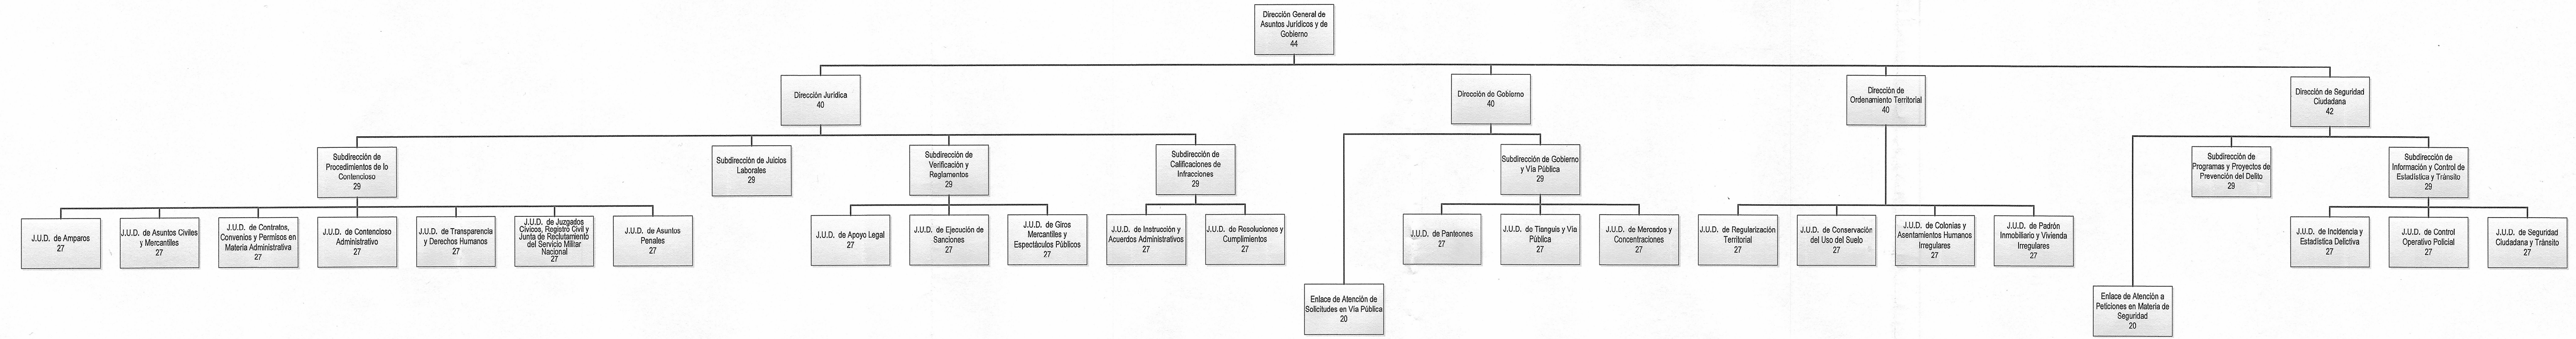 Dirección General de
Asuntos Jurídicos y de
Gobierno
44
Dirección Jurídica
40
Dirección de Gobierno
40
Dirección de
Ordenamiento Territorial
40
Dirección de Seguridad
Ciudadana
42
Subdirección de
Procedimientos de lo
Contencioso
29
Subdirección de Juicios
Laborales
29
Subdirección de
Verificación y
Reglamentos
29
Subdirección de
Calificaciones de
Infracciones
29
Subdirección de Gobierno
y Vía Pública
29
Subdirección de
Programas y Proyectos de
Prevención del Delito
29
Subdirección de
Información y Control de
Estadística y Tránsito
29
J.U.D. de Amparos
27
J.U.D. de Asuntos Civiles
y Mercantiles
27
J.U.D. de Contratos,
Convenios y Permisos en
Materia Administrativa
27
J.U.D. de Contencioso
Administrativo
27
J.U.D. de Transparencia
y Derechos Humanos
27
J.U.D. de Juzgados
Cívicos, Registro Civil y
Junta de Reclutamiento
del Servicio Militar
Nacional
27
J.U.D. de Asuntos
Penales
27
J.U.D. de Apoyo Legal
27
J.U.D. de Ejecución de
Sanciones
27
J.U.D. de Giros
Mercantiles y
Espectáculos Públicos
27
J.U.D. de Instrucción y
Acuerdos Administrativos
27
J.U.D. de Resoluciones y
Cumplimientos
27
J.U.D. de Panteones
27
J.U.D. de Tianguis y Vía
Pública
27
J.U.D. de Mercados y
Concentraciones
27
J.U.D. de Regularización
Territorial
27
J.U.D. de Conservación
del Uso del Suelo
27
J.U.D. de Colonias y
Asentamientos Humanos
Irregulares
27
J.U.D. de Padrón
Inmobiliario y Vivienda
Irregulares
27
J.U.D. de Incidencia y
Estadística Delictiva
27
J.U.D. de Control
Operativo Policial
27
J.U.D. de Seguridad
Ciudadana y Tránsito
27
Enlace de Atención de
Solicitudes en Vía Pública
20
Enlace de Atención a
Peticiones en Materia de
Seguridad
20